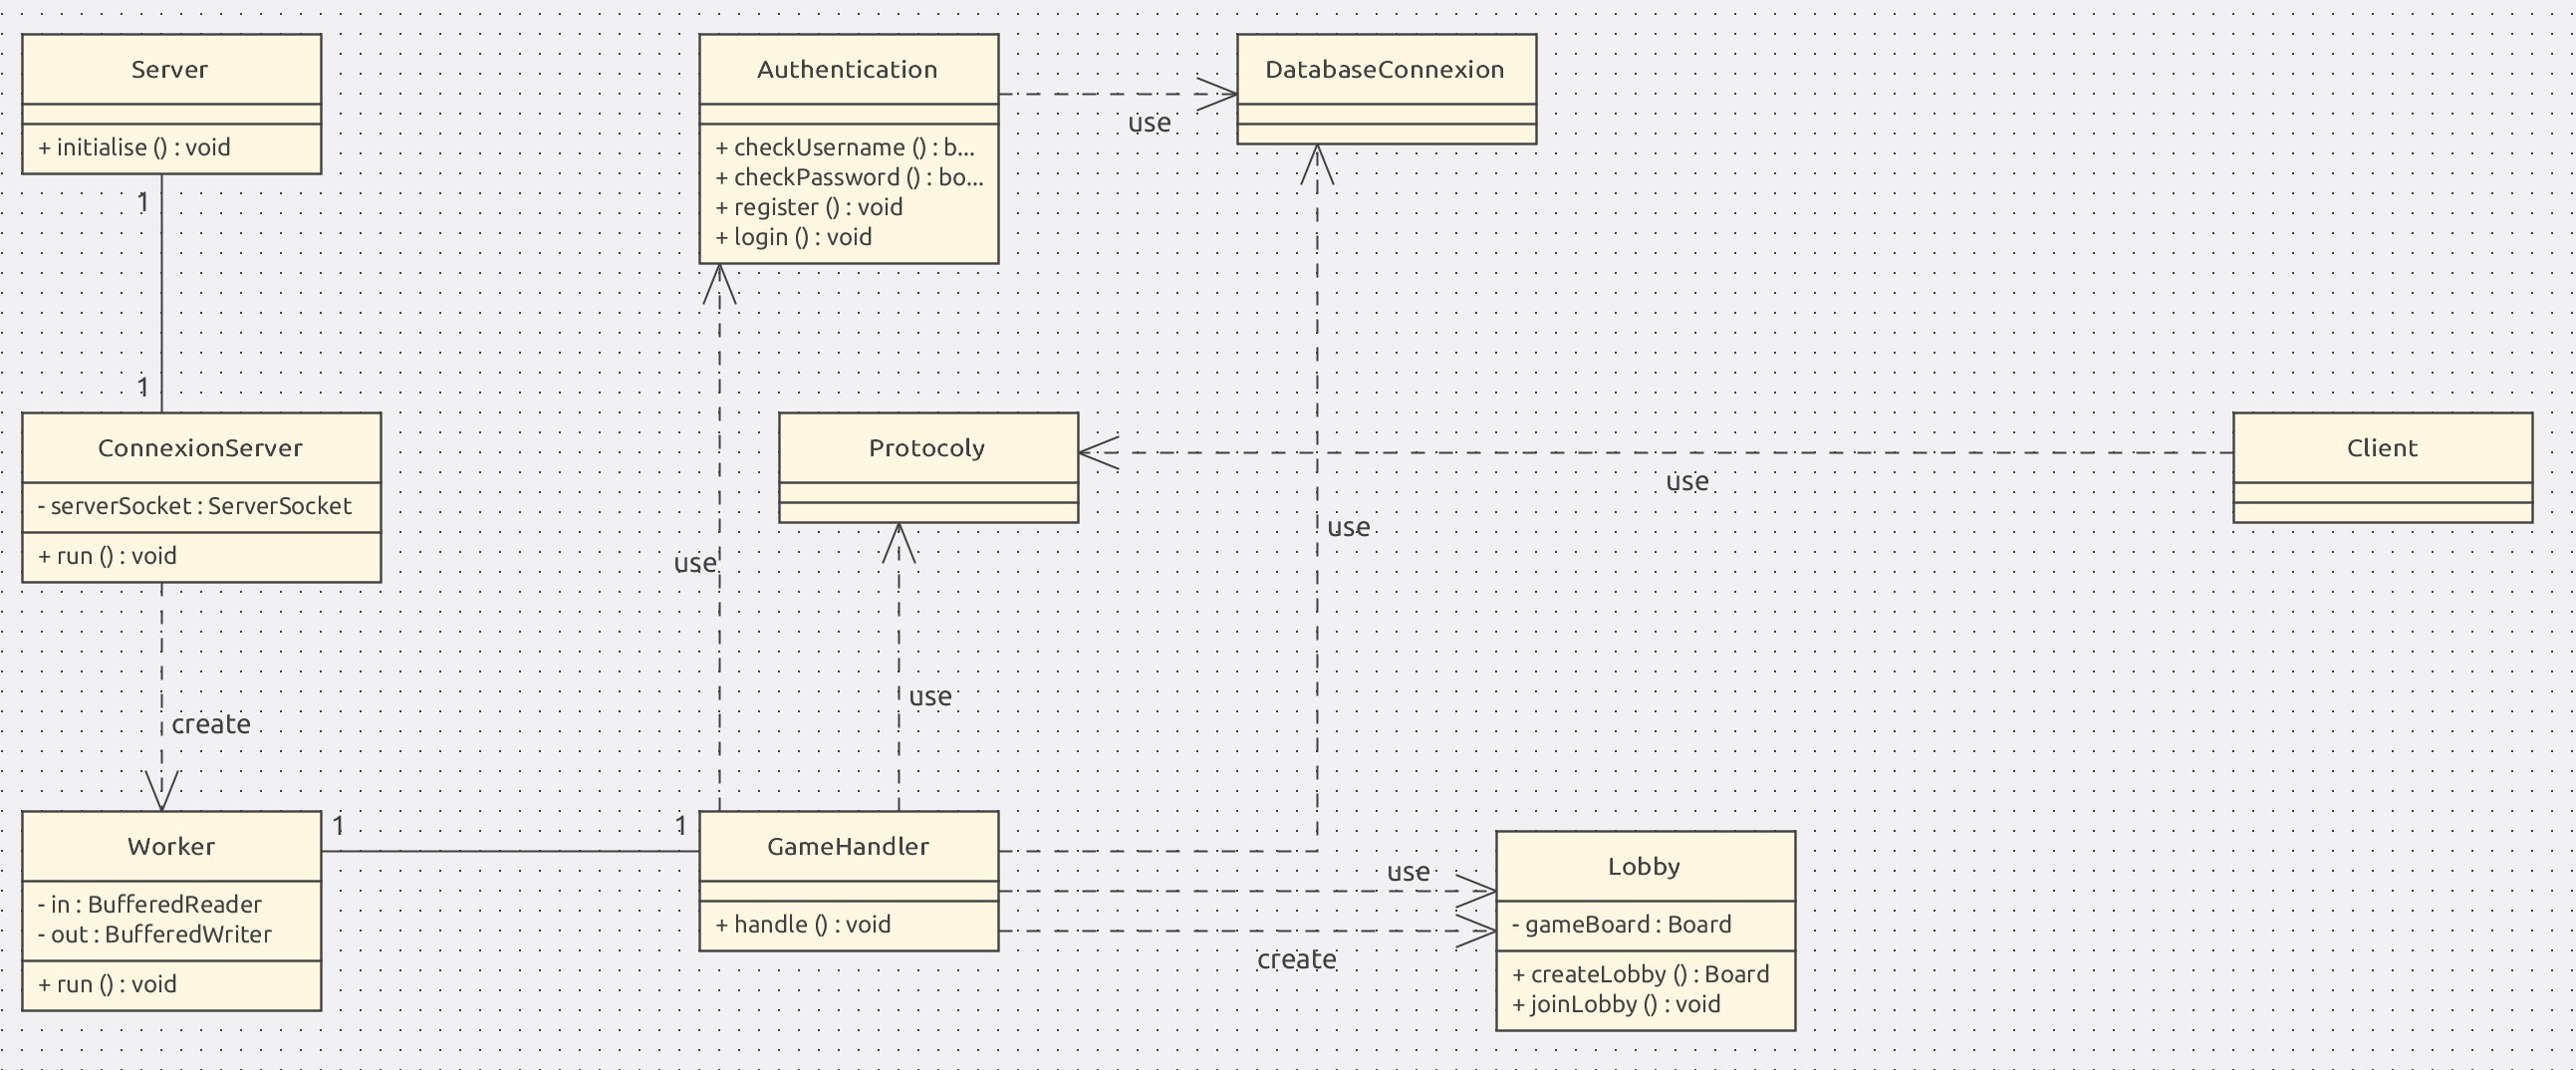 Server
+ initialise () : void
1
1
Authentication
+ checkUsername () : b...
+ checkPassword () : bo...
+ register () : void
+ login () : void
use
DatabaseConnexion
ConnexionServer
- serverSocket : ServerSocket
+ run () : void
create
use
Protocoly
use
use
use
Client
Worker
- in : BufferedReader
- out : BufferedWriter
+ run () : void
1
1
GameHandler
+ handle () : void
use
create
Lobby
- gameBoard : Board
+ createLobby () : Board
+ joinLobby () : void